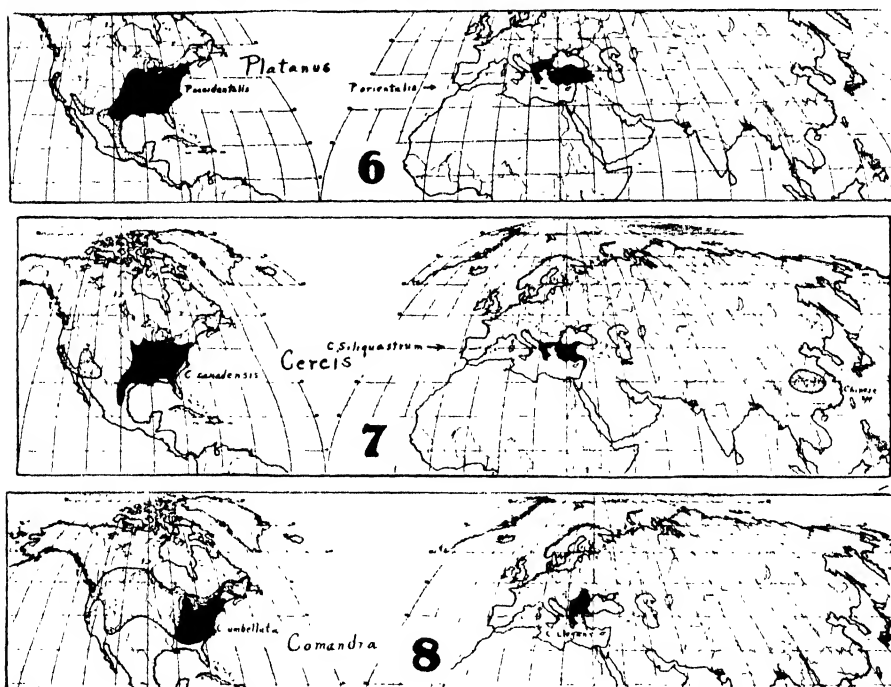 Platanus
P. occidentalis
P. orientalis →
6
C. Siliquastrum →
Cercis
C. canadensis
Chinese
7
C. umbellata
Comandra
C. elegans
8